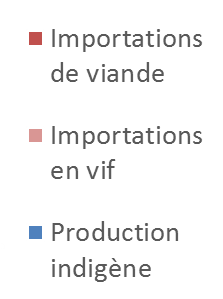 Importations
de viande
Importations
en vif
Production
indigène